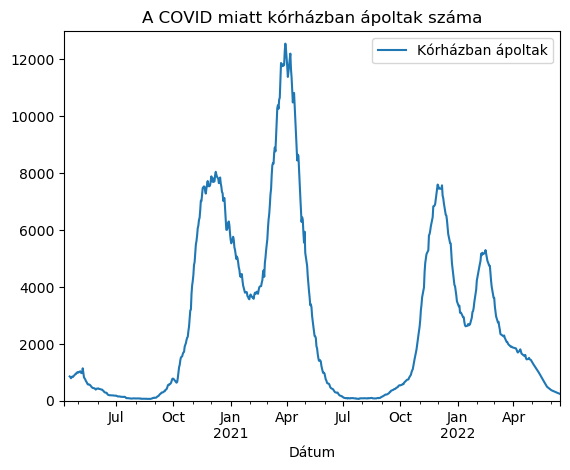 A COVID miatt kórházban ápoltak száma
Kórházban ápoltak
12000
10000
8000
6000
4000
2000
0
Jul Oct Jan Apr Jul Oct Jan Apr
2021 2022
Dátum